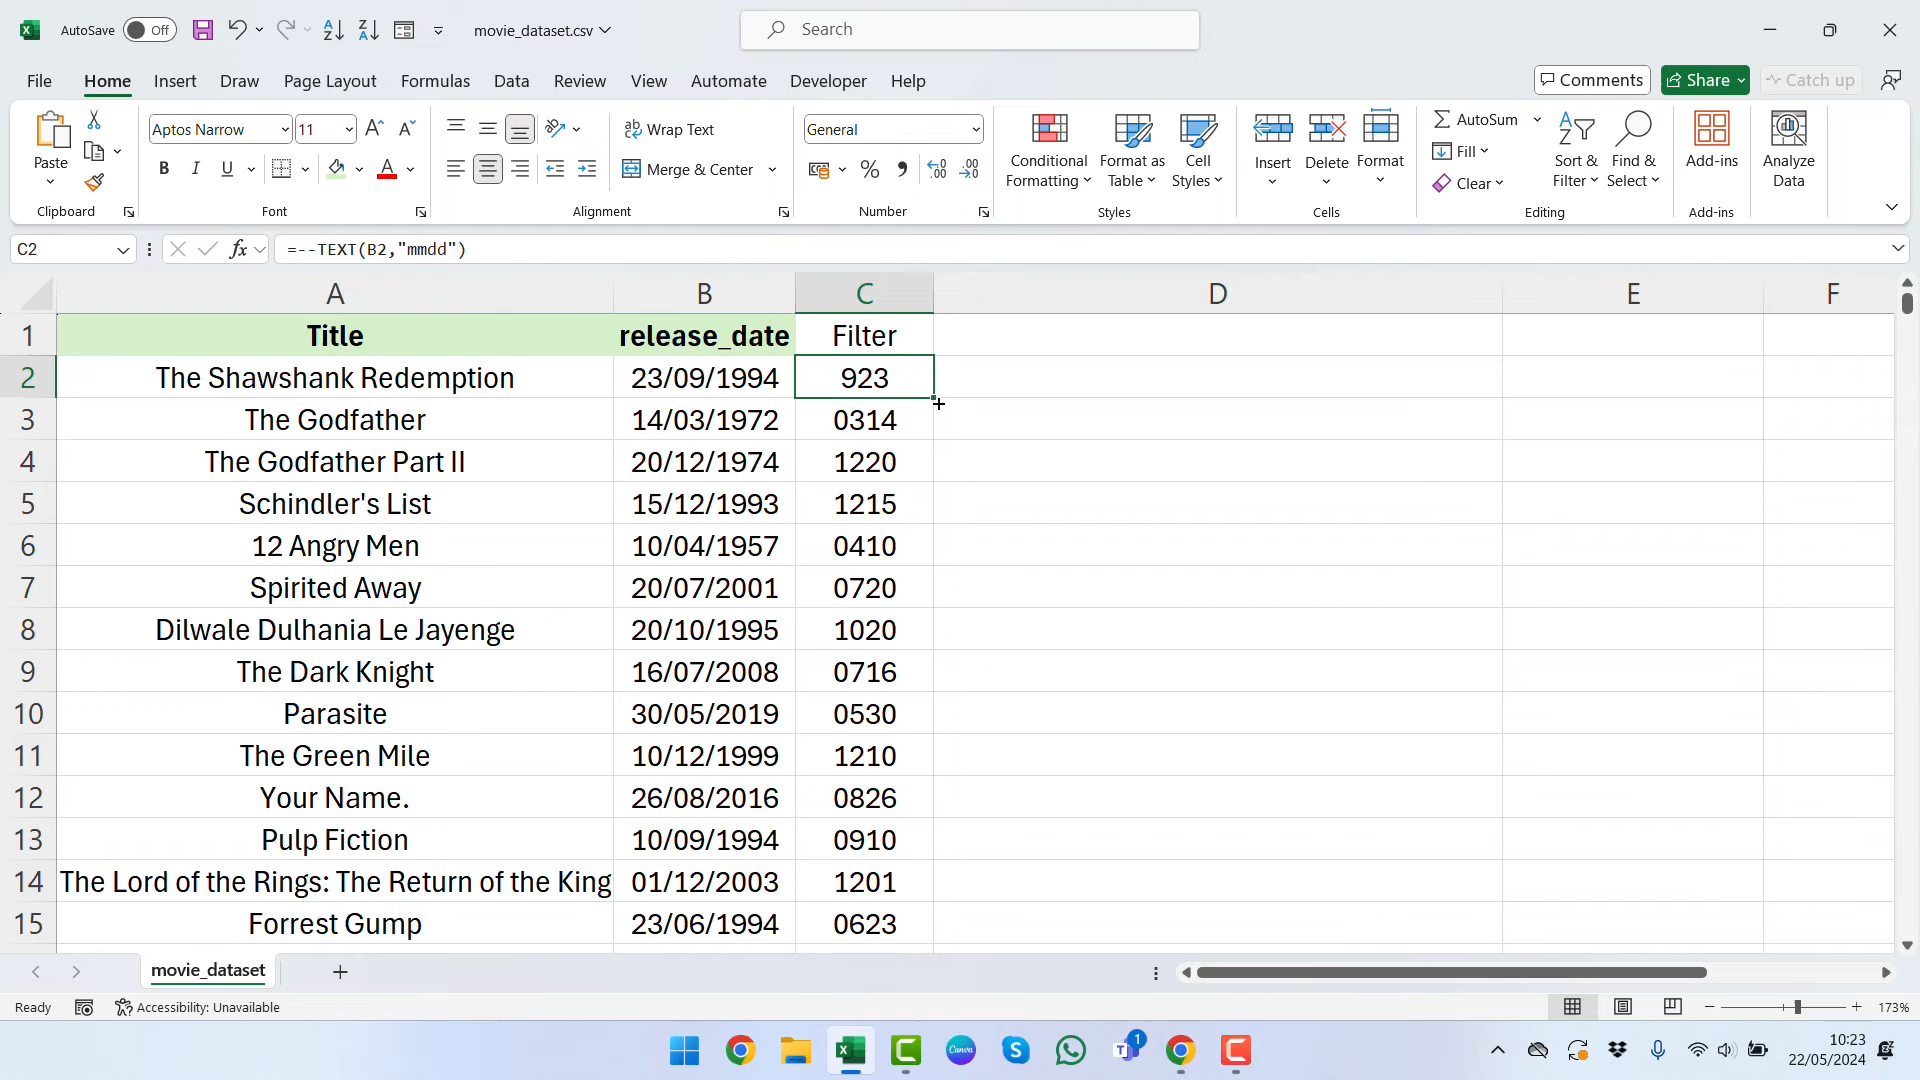 AutoSave Off movie_dataset.csv Search
File Home Insert Draw Page Layout Formulas Data Review View Automate Developer Help Comments Share Catch up
Paste Aptos Narrow 11 Wrap Text General Conditional Formatting Format as Table Cell Styles Insert Delete Format AutoSum Fill Clear Sort & Filter Find & Select Add-ins Analyze Data
B I U A Merge & Center %
Clipboard Font Alignment Number Styles Cells Editing Add-ins
C2 fx =--TEXT(B2,"mmdd")
A B C D E F
1 Title release_date Filter
2 The Shawshank Redemption 23/09/1994 923
3 The Godfather 14/03/1972 0314
4 The Godfather Part II 20/12/1974 1220
5 Schindler's List 15/12/1993 1215
6 12 Angry Men 10/04/1957 0410
7 Spirited Away 20/07/2001 0720
8 Dilwale Dulhania Le Jayenge 20/10/1995 1020
9 The Dark Knight 16/07/2008 0716
10 Parasite 30/05/2019 0530
11 The Green Mile 10/12/1999 1210
12 Your Name. 26/08/2016 0826
13 Pulp Fiction 10/09/1994 0910
14 The Lord of the Rings: The Return of the King 01/12/2003 1201
15 Forrest Gump 23/06/1994 0623
movie_dataset
Ready Accessibility: Unavailable 173%
Canva 1 10:23
22/05/2024